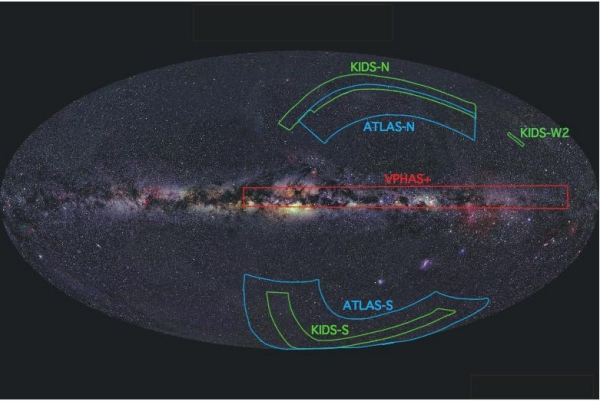 KIDS-N
ATLAS-N
KIDS-W2
VPHAS+
ATLAS-S
KIDS-S